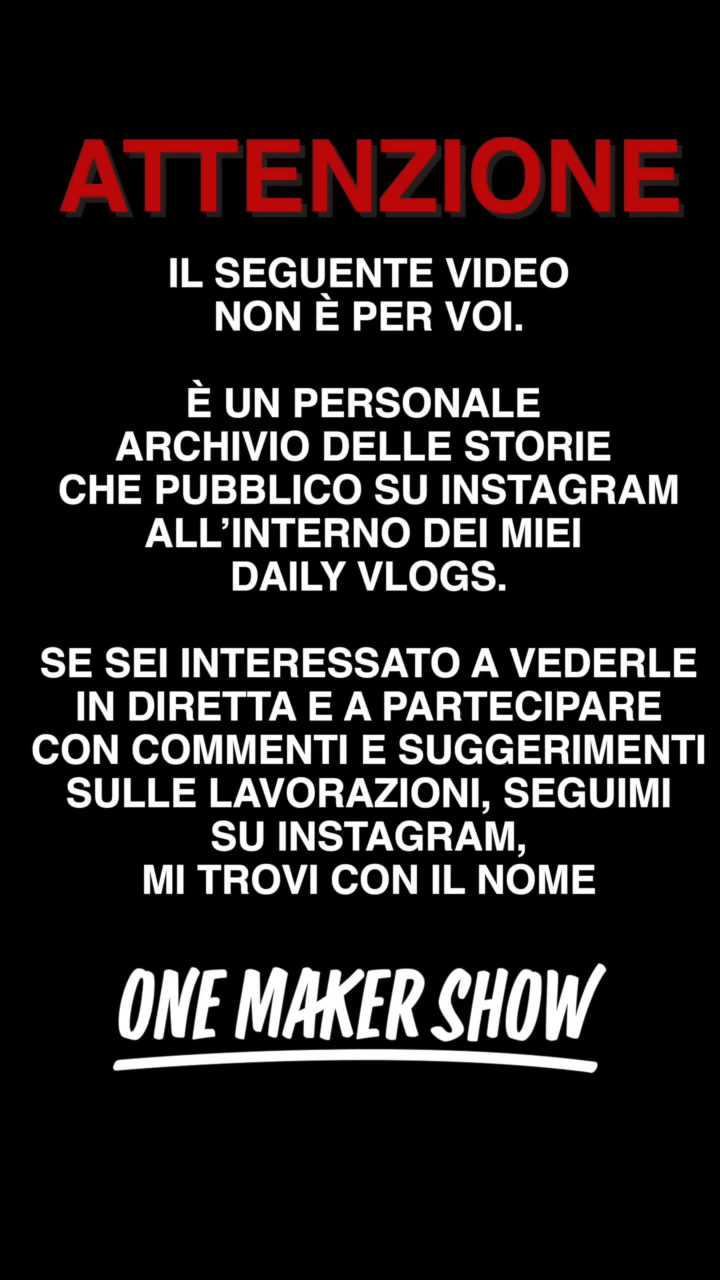 ATTENZIONE
IL SEGUENTE VIDEO
NON È PER VOI.
È UN PERSONALE
ARCHIVIO DELLE STORIE
CHE PUBBLICO SU INSTAGRAM
ALL’INTERNO DEI MIEI
DAILY VLOGS.
SE SEI INTERESSATO A VEDERLE
IN DIRETTA E A PARTECIPARE
CON COMMENTI E SUGGERIMENTI
SULLE LAVORAZIONI, SEGUIMI
SU INSTAGRAM,
MI TROVI CON IL NOME
ONE MAKER SHOW